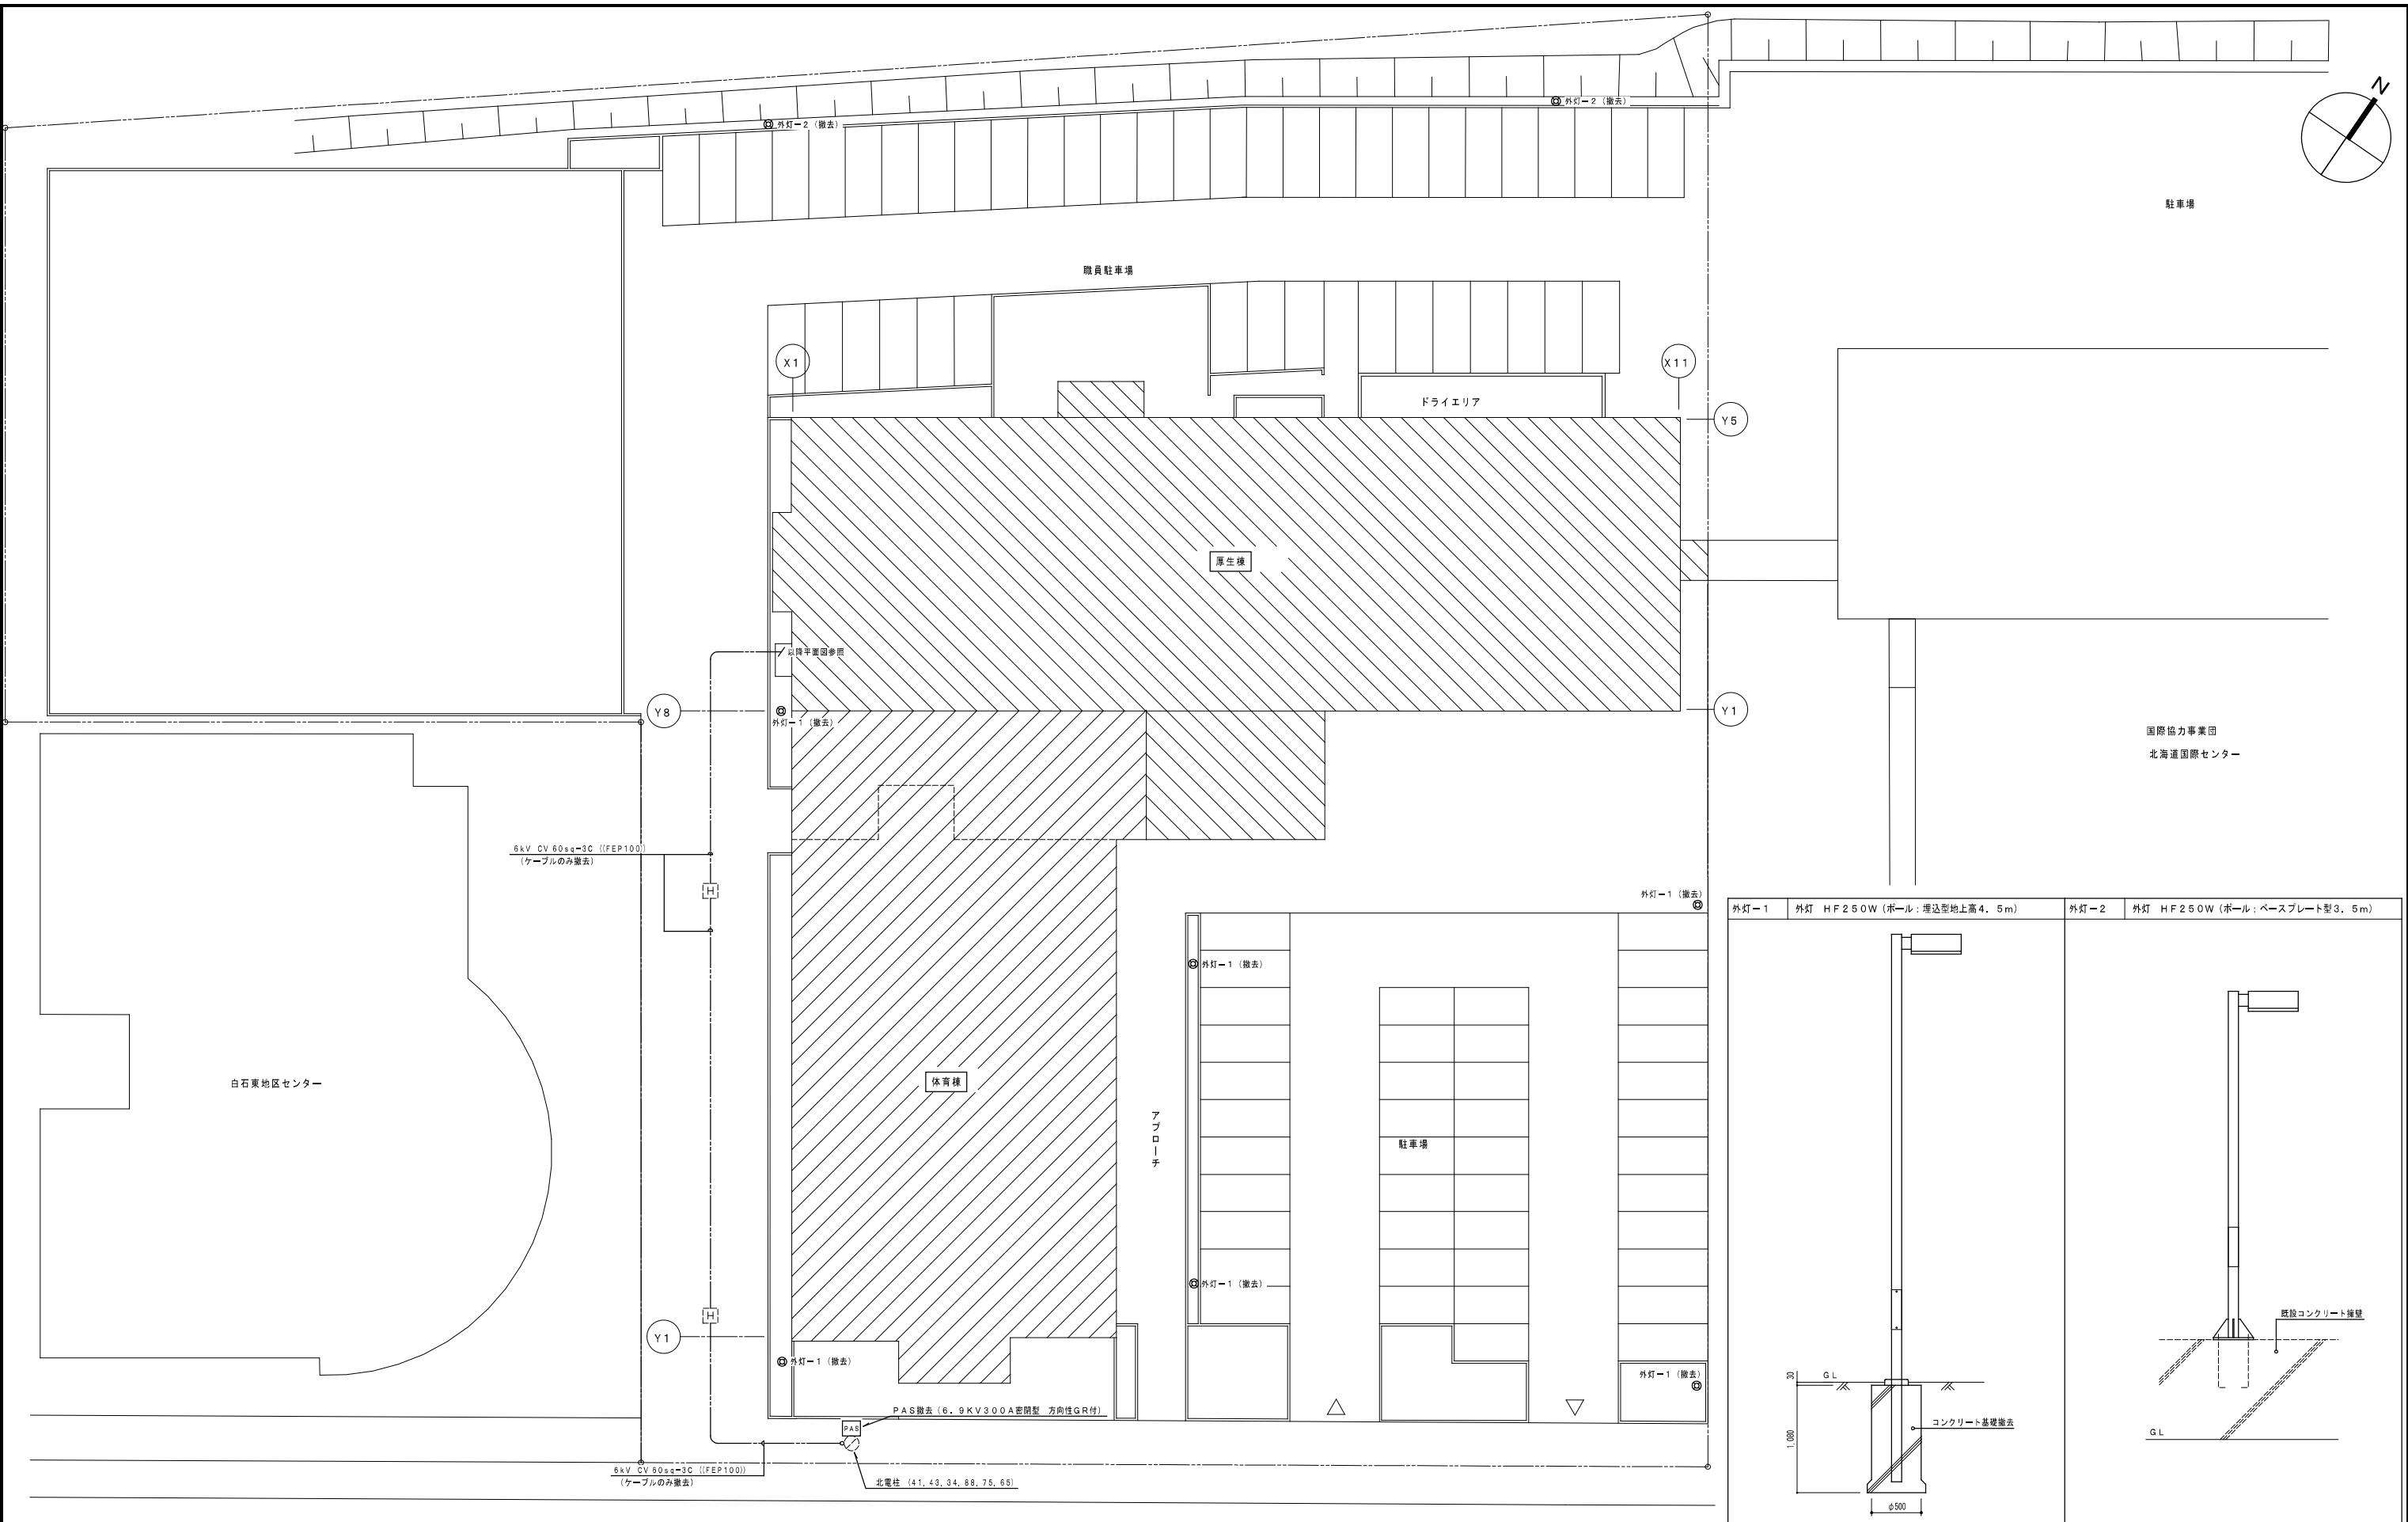 外灯ー2（撤去）
外灯ー2（撤去）
N
駐車場
職員駐車場
X1
X11
ドライエリア
Y5
厚生棟
以降平面図参照
Y8
外灯ー1（撤去）
Y1
国際協力事業団
北海道国際センター
6kV CV 60sq-3C ((FEP100))
（ケーブルのみ撤去）
H
外灯ー1（撤去）
外灯ー1（撤去）
外灯ー1
外灯 HF250W（ポール：埋込型地上高4．5m）
外灯ー2
外灯 HF250W（ポール：ベースプレート型3．5m）
白石東地区センター
体育棟
アプローチ
駐車場
外灯ー1（撤去）
H
Y1
外灯ー1（撤去）
外灯ー1（撤去）
既設コンクリート擁壁
30
GL
コンクリート基礎撤去
1,080
GL
φ500
PAS撤去（6．9KV300A密閉型 方向性GR付）
PAS
6kV CV 60sq-3C ((FEP100))
（ケーブルのみ撤去）
北電柱（41，43，34，88，75，65）